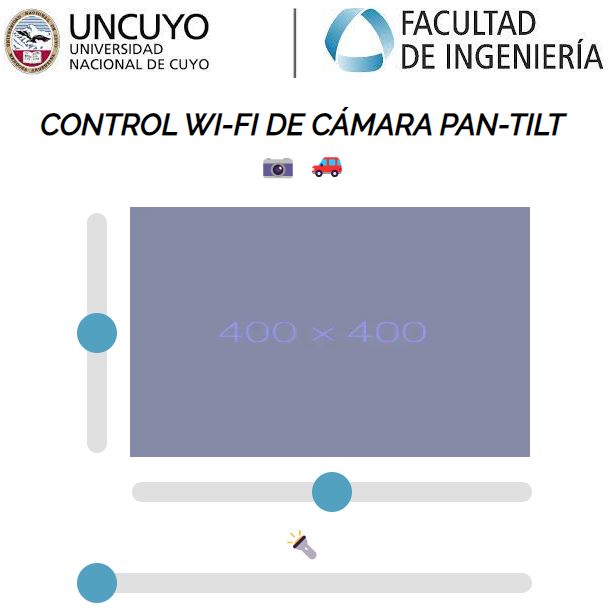 UNCUYO
UNIVERSIDAD
NACIONAL DE CUYO
FACULTAD
DE INGENIERÍA
CONTROL WI-FI DE CÁMARA PAN-TILT
400 x 400